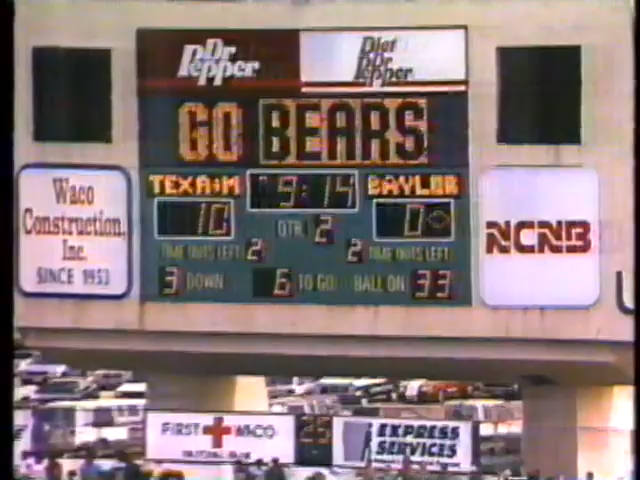 Dr Pepper
Diet Dr Pepper
GO BEARS
TEXA&M 9:14 BAYLOR
10 QTR 2 0
TIME OUTS LEFT 2 2 TIME OUTS LEFT
3 DOWN 6 TO GO BALL ON 33
Waco
Construction,
Inc.
SINCE 1953
NCNB
FIRST WACO
25
EXPRESS
SERVICES